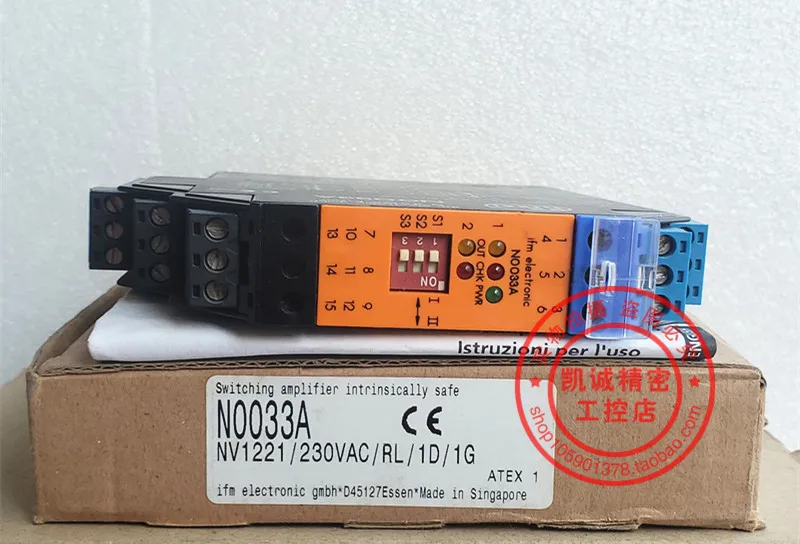 13 10 7
14 11 8
15 12 9
S3 S2 S1
1 2 3
ON
I
II
2 1
OUT CHK PWR
N0033A
ifm electronic
4 1
5 2
6 3
Istruzioni per l'uso
Switching amplifier intrinsically safe
N0033A CE
NV1221/230VAC/RL/1D/1G
ATEX 1
ifm electronic gmbh*D45127Essen*Made in Singapore
凯诚精密
工控店
shop106901378.taobao.com